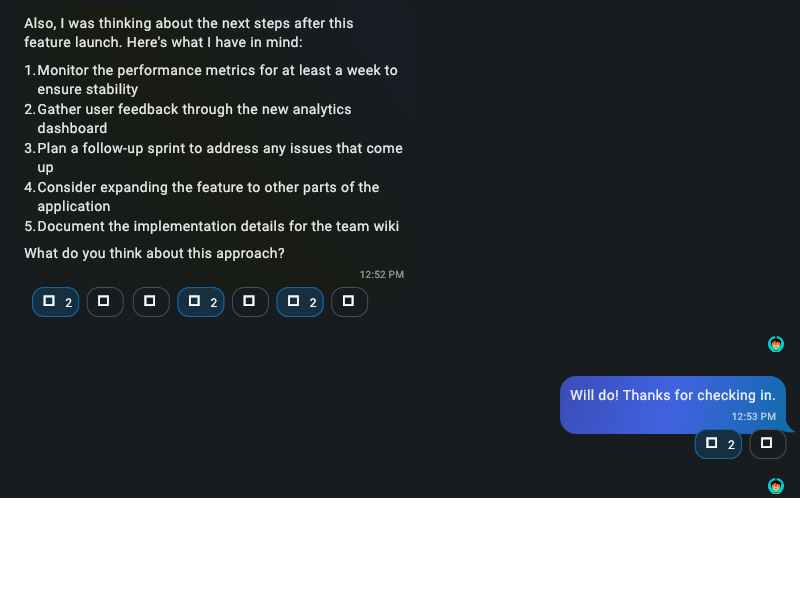 Also, I was thinking about the next steps after this
feature launch. Here's what I have in mind:
1. Monitor the performance metrics for at least a week to
ensure stability
2. Gather user feedback through the new analytics
dashboard
3. Plan a follow-up sprint to address any issues that come
up
4. Consider expanding the feature to other parts of the
application
5. Document the implementation details for the team wiki
What do you think about this approach?
12:52 PM
2 2 2
Will do! Thanks for checking in.
12:53 PM
2